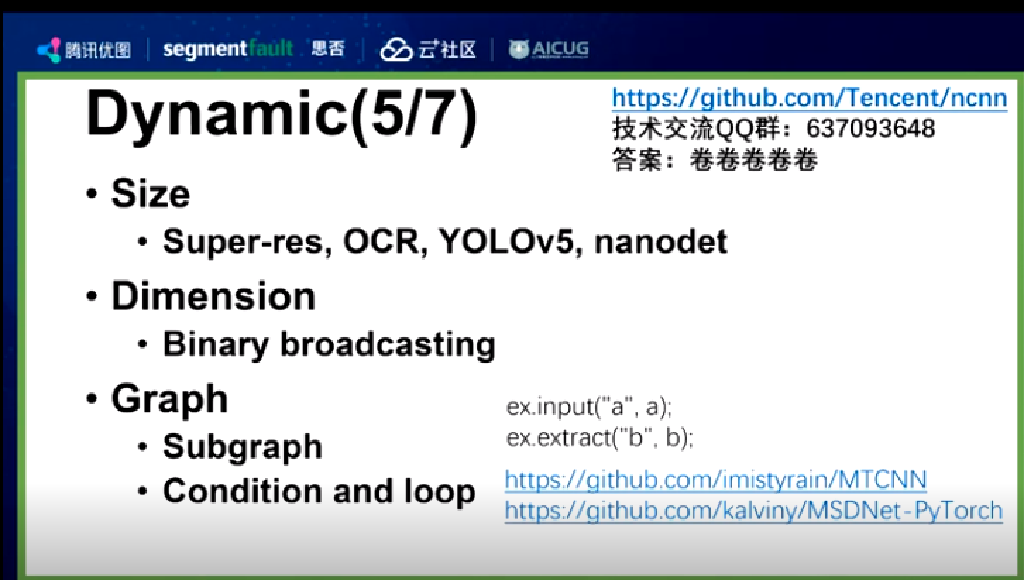 腾讯优图 segmentfault 思否 云+社区 AICUG
Dynamic(5/7)
https://github.com/Tencent/ncnn
技术交流QQ群：637093648
答案：卷卷卷卷卷
• Size
• Super-res, OCR, YOLOv5, nanodet
• Dimension
• Binary broadcasting
• Graph
• Subgraph
• Condition and loop
ex.input("a", a);
ex.extract("b", b);
https://github.com/imistyrain/MTCNN
https://github.com/kalviny/MSDNet-PyTorch